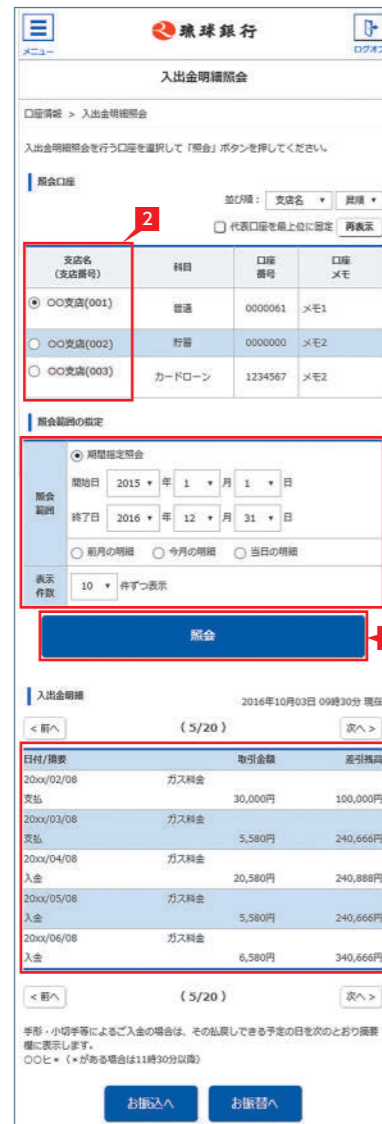 メニュー
琉球銀行
ログオフ
入出金明細照会
口座情報 > 入出金明細照会
入出金明細照会を行う口座を選択して「照会」ボタンを押してください。
照会口座
並び順： 支店名 昇順
2
代表口座を最上位に固定 再表示
支店名(支店番号) 科目 口座番号 口座メモ
○○支店(001) 普通 0000061 メモ1
○○支店(002) 貯蓄 0000000 メモ2
○○支店(003) カードローン 1234567 メモ2
照会範囲の指定
期間指定照会
照会範囲
開始日 2015 年 1 月 1 日
終了日 2016 年 12 月 31 日
前月の明細 今月の明細 当日の明細
表示件数 10 件ずつ表示
照会
入出金明細
2016年10月03日 09時30分 現在
<前へ (5/20) 次へ>
日付/摘要 取引金額 差引残高
20xx/02/08 ガス料金
支払 30,000円 100,000円
20xx/03/08 ガス料金
支払 5,580円 240,666円
20xx/04/08 ガス料金
入金 20,580円 240,888円
20xx/05/08 ガス料金
入金 5,580円 240,666円
20xx/06/08 ガス料金
入金 6,580円 340,666円
<前へ (5/20) 次へ>
手形・小切手等によるご入金の場合は、その払戻しできる予定の日を次のとおり摘要
欄に表示します。
○○ヒ*（*がある場合は11時30分以降）
お振込へ お振替へ